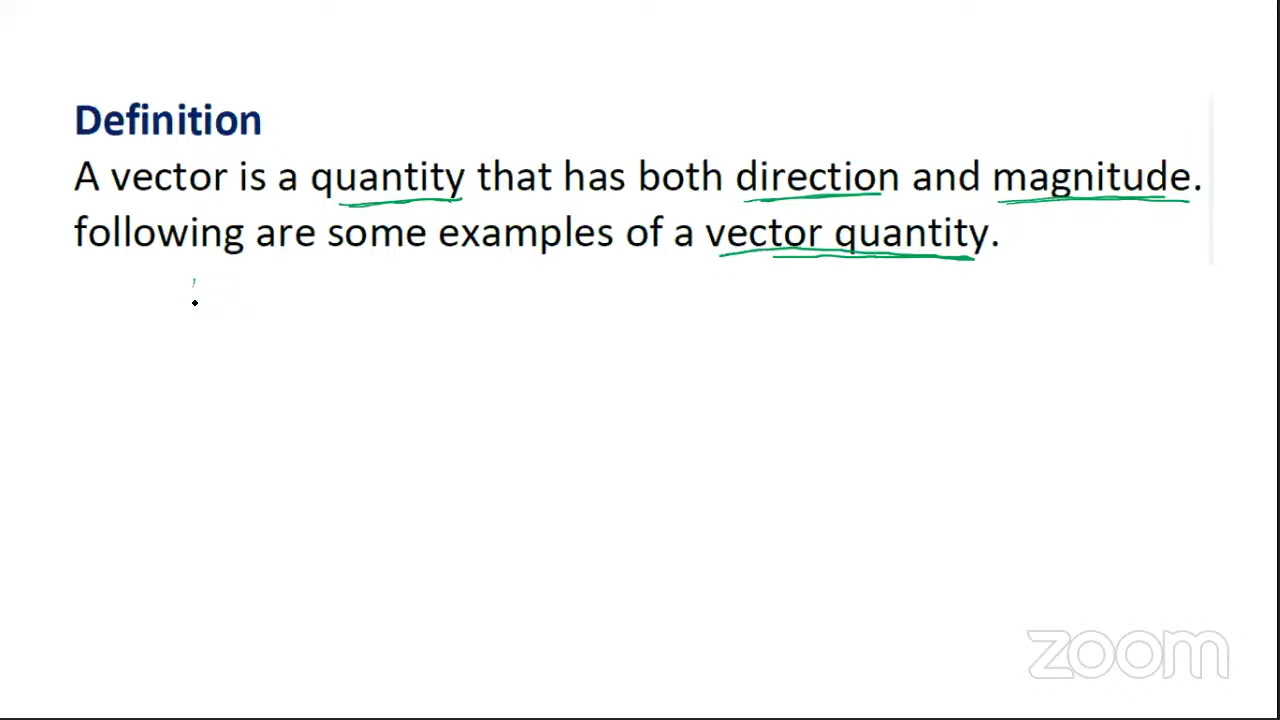 Definition
A vector is a quantity that has both direction and magnitude.
following are some examples of a vector quantity.
zoom